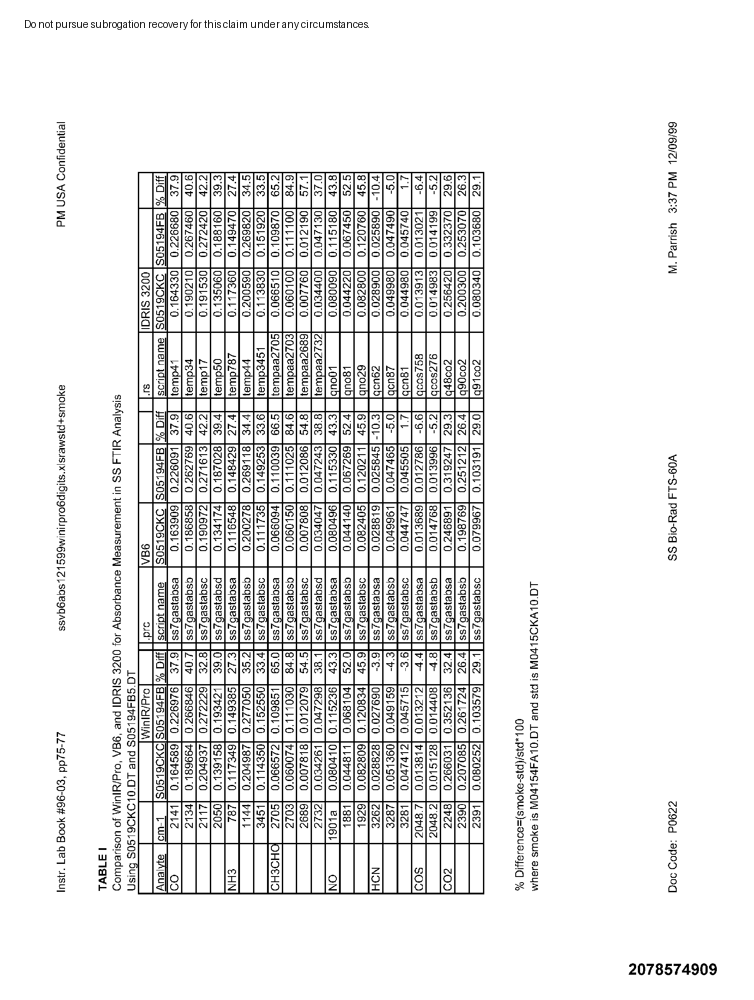 Do not pursue subrogation recovery for this claim under any circumstances.
Instr. Lab Book #96-03, pp75-77 ssvb6abs121599winirpro6digits.xlsrawstd+smoke PM USA Confidential
TABLE I
Comparison of WinIR/Pro, VB6, and IDRIS 3200 for Absorbance Measurement in SS FTIR Analysis
Using S0519CKC10.DT and S05194FB5.DT
WinIR/Pro .prc VB6 .rs IDRIS 3200
Analyte cm-1 S0519CKC S05194FB % Diff script name S0519CKC S05194FB % Diff script name S0519CKC S05194FB % Diff
CO 2141 0.164589 0.226976 37.9 ss7gastabsa 0.163909 0.226091 37.9 temp41 0.164330 0.226680 37.9
2134 0.189664 0.266846 40.7 ss7gastabsb 0.186858 0.262769 40.6 temp34 0.190210 0.267460 40.6
2117 0.204937 0.272229 32.8 ss7gastabsc 0.190972 0.271613 42.2 temp17 0.191530 0.272420 42.2
2050 0.139158 0.193421 39.0 ss7gastabsd 0.134174 0.187028 39.4 temp50 0.135060 0.188160 39.3
NH3 787 0.117349 0.149385 27.3 ss7gastabsa 0.116548 0.148429 27.4 temp787 0.117360 0.149470 27.4
1144 0.204987 0.277050 35.2 ss7gastabsb 0.200278 0.269118 34.4 temp44 0.200590 0.269820 34.5
3451 0.114350 0.152550 33.4 ss7gastabsc 0.111735 0.149253 33.6 temp3451 0.113830 0.151920 33.5
CH3CHO 2705 0.066572 0.109851 65.0 ss7gastabsa 0.066094 0.110039 66.5 tempaa2705 0.066510 0.109870 65.2
2703 0.060074 0.111030 84.8 ss7gastabsb 0.060150 0.111025 84.6 tempaa2703 0.060100 0.111100 84.9
2689 0.007818 0.012079 54.5 ss7gastabsc 0.007808 0.012086 54.8 tempaa2689 0.007760 0.012190 57.1
2732 0.034261 0.047298 38.1 ss7gastabsd 0.034047 0.047243 38.8 tempaa2732 0.034400 0.047130 37.0
NO 1901a 0.080410 0.115236 43.3 ss7gastabsa 0.080496 0.115330 43.3 qno01 0.080090 0.115180 43.8
1881 0.044811 0.068104 52.0 ss7gastabsb 0.044140 0.067269 52.4 qno81 0.044220 0.067450 52.5
1929 0.082809 0.120834 45.9 ss7gastabsc 0.082405 0.120211 45.9 qno29 0.082800 0.120760 45.8
HCN 3262 0.028828 0.027690 -3.9 ss7gastabsa 0.028819 0.025845 -10.3 qcn62 0.028900 0.025890 -10.4
3287 0.051360 0.049159 -4.3 ss7gastabsb 0.049961 0.047465 -5.0 qcn87 0.049980 0.047490 -5.0
3281 0.047412 0.045715 -3.6 ss7gastabsc 0.044747 0.045505 1.7 qcn81 0.044980 0.045740 1.7
COS 2048.7 0.013814 0.013212 -4.4 ss7gastabsa 0.013689 0.012786 -6.6 qcos758 0.013913 0.013021 -6.4
2048.2 0.015128 0.014408 -4.8 ss7gastabsb 0.014768 0.013996 -5.2 qccos276 0.014983 0.014199 -5.2
CO2 2248 0.266031 0.352136 32.4 ss7gastabsa 0.246891 0.319247 29.3 q48co2 0.256420 0.332370 29.6
2390 0.207085 0.261724 26.4 ss7gastabsb 0.198769 0.251212 26.4 q90co2 0.200300 0.253070 26.3
2391 0.080252 0.103579 29.1 ss7gastabsc 0.079967 0.103191 29.0 q91co2 0.080340 0.103680 29.1
% Difference=(smoke-std)/std*100
where smoke is M04154FA10.DT and std is M0415CKA10.DT
Doc Code: P0622 SS Bio-Rad FTS-60A M. Parrish 3:37 PM 12/09/99
2078574909